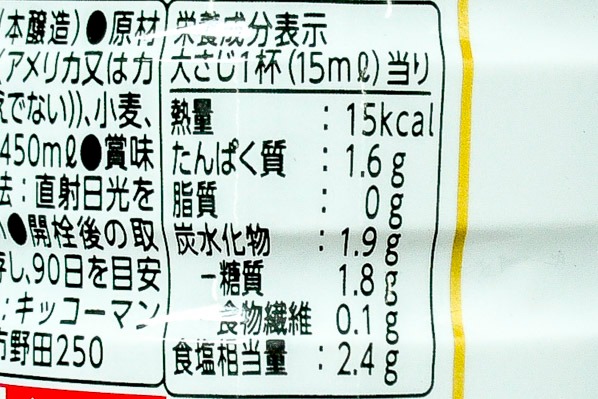 (本醸造)●原材
(アメリカ又はカ
えでない))、小麦、
450mℓ●賞味
法:直射日光を
い●開栓後の取
存し、90日を目安
:キッコーマン
市野田250
栄養成分表示
大さじ1杯(15mℓ)当り
熱量 : 15kcal
たんぱく質 : 1.6g
脂質 : 0g
炭水化物 : 1.9g
−糖質 1.8g
食物繊維 0.1g
食塩相当量 : 2.4g